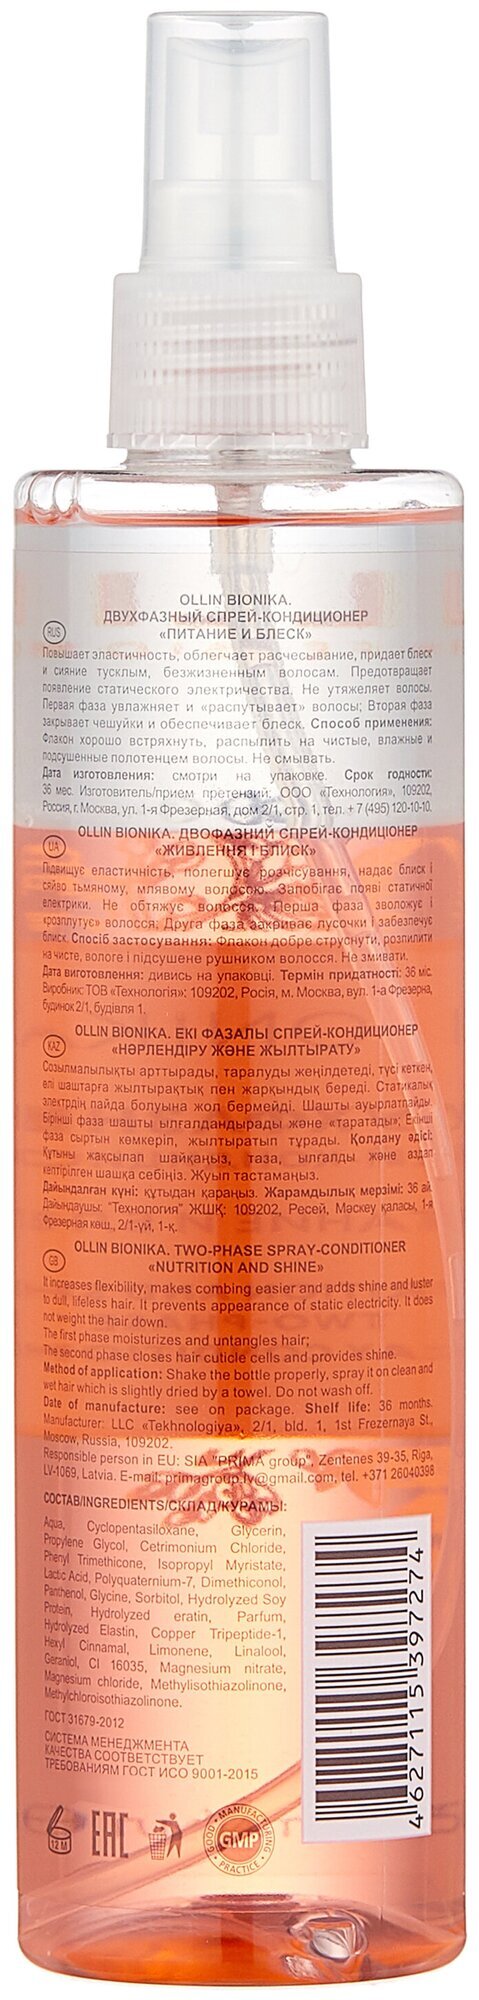 OLLIN BIONIKA.
ДВУХФАЗНЫЙ СПРЕЙ-КОНДИЦИОНЕР
RUS
«ПИТАНИЕ И БЛЕСК»
Повышает эластичность, облегчает расчесывание, придает блеск
и сияние тусклым, безжизненным волосам. Предотвращает
появление статического электричества. Не утяжеляет волосы.
Первая фаза увлажняет и «распутывает» волосы; Вторая фаза
закрывает чешуйки и обеспечивает блеск. Способ применения:
Флакон хорошо встряхнуть, распылить на чистые, влажные и
подсушенные полотенцем волосы. Не смывать.
Дата изготовления: смотри на упаковке. Срок годности:
36 мес. Изготовитель/прием претензий: ООО «Технология», 109202,
Россия, г. Москва, ул. 1-я Фрезерная, дом 2/1, стр. 1, тел. + 7 (495) 120-10-10.
OLLIN BIONIKA. ДВОФАЗНИЙ СПРЕЙ-КОНДИЦІОНЕР
UA
«ЖИВЛЕННЯ І БЛИСК»
Підвищує еластичність, полегшує розчісування, надає блиск і
сяйво тьмяному, млявому волоссю. Запобігає появі статичної
електрики. Не обтяжує волосся. Перша фаза зволожує і
«розплутує» волосся; Друга фаза закриває лусочки і забезпечує
блиск. Спосіб застосування: Флакон добре струснути, розпилити
на чисте, вологе і підсушене рушником волосся. Не змивати.
Дата виготовлення: дивись на упаковці. Термін придатності: 36 міс.
Виробник: ТОВ «Технологія»: 109202, Росія, м. Москва, вул. 1-а Фрезерна,
будинок 2/1, будівля 1.
OLLIN BIONIKA. ЕКІ ФАЗАЛЫ СПРЕЙ-КОНДИЦИОНЕР
KAZ
«НӘРЛЕНДІРУ ЖӘНЕ ЖЫЛТЫРАТУ»
Созылмалылықты арттырады, таралуды жеңілдетеді, түсі кеткен,
өлі шаштарға жылтырақтық пен жарқындық береді. Статикалық
электрдің пайда болуына жол бермейді. Шашты ауырлатпайды.
Бірінші фаза шашты ылғалдандырады және «таратады»; Екінші
фаза сыртын көмкеріп, жылтыратып тұрады. Қолдану әдісі:
Құтыны жақсылап шайқаңыз, таза, ылғалды және аздап
кептірілген шашқа себіңіз. Жуып тастамаңыз.
Дайындалған күні: құтыдан қараңыз. Жарамдылық мерзімі: 36 ай.
Дайындаушы: "Технология" ЖШҚ: 109202, Ресей, Мәскеу қаласы, 1-я
Фрезерная көш., 2/1-үй, 1-қ.
OLLIN BIONIKA. TWO-PHASE SPRAY-CONDITIONER
GB
«NUTRITION AND SHINE»
It increases flexibility, makes combing easier and adds shine and luster
to dull, lifeless hair. It prevents appearance of static electricity. It does
not weight the hair down.
The first phase moisturizes and untangles hair;
The second phase closes hair cuticle cells and provides shine.
Method of application: Shake the bottle properly, spray it on clean and
wet hair which is slightly dried by a towel. Do not wash off.
Date of manufacture: see on package. Shelf life: 36 months.
Manufacturer: LLC «Tekhnologiya», 2/1, bld. 1, 1st Frezernaya St.,
Moscow, Russia, 109202.
Responsible person in EU: SIA "PRIMA group", Zentenes 39-35, Riga,
LV-1069, Latvia. E-mail: primagroup.lv@gmail.com, tel. +371 26040396
СОСТАВ/INGREDIENTS/СКЛАД/КУРАМЫ:
Aqua, Cyclopentasiloxane, Glycerin,
Propylene Glycol, Cetrimonium Chloride,
Phenyl Trimethicone, Isopropyl Myristate,
Lactic Acid, Polyquaternium-7, Dimethiconol,
Panthenol, Glycine, Sorbitol, Hydrolyzed Soy
Protein, Hydrolyzed eratin, Parfum,
Hydrolyzed Elastin, Copper Tripeptide-1,
Hexyl Cinnamal, Limonene, Linalool,
Geraniol, CI 16035, Magnesium nitrate,
Magnesium chloride, Methylisothiazolinone,
Methylchloroisothiazolinone.
ГОСТ 31679-2012
СИСТЕМА МЕНЕДЖМЕНТА
КАЧЕСТВА СООТВЕТСТВУЕТ
ТРЕБОВАНИЯМ ГОСТ ИСО 9001-2015
4627115397274
12 M
EAC
GOOD • MANUFACTURING
GMP
PRACTICE